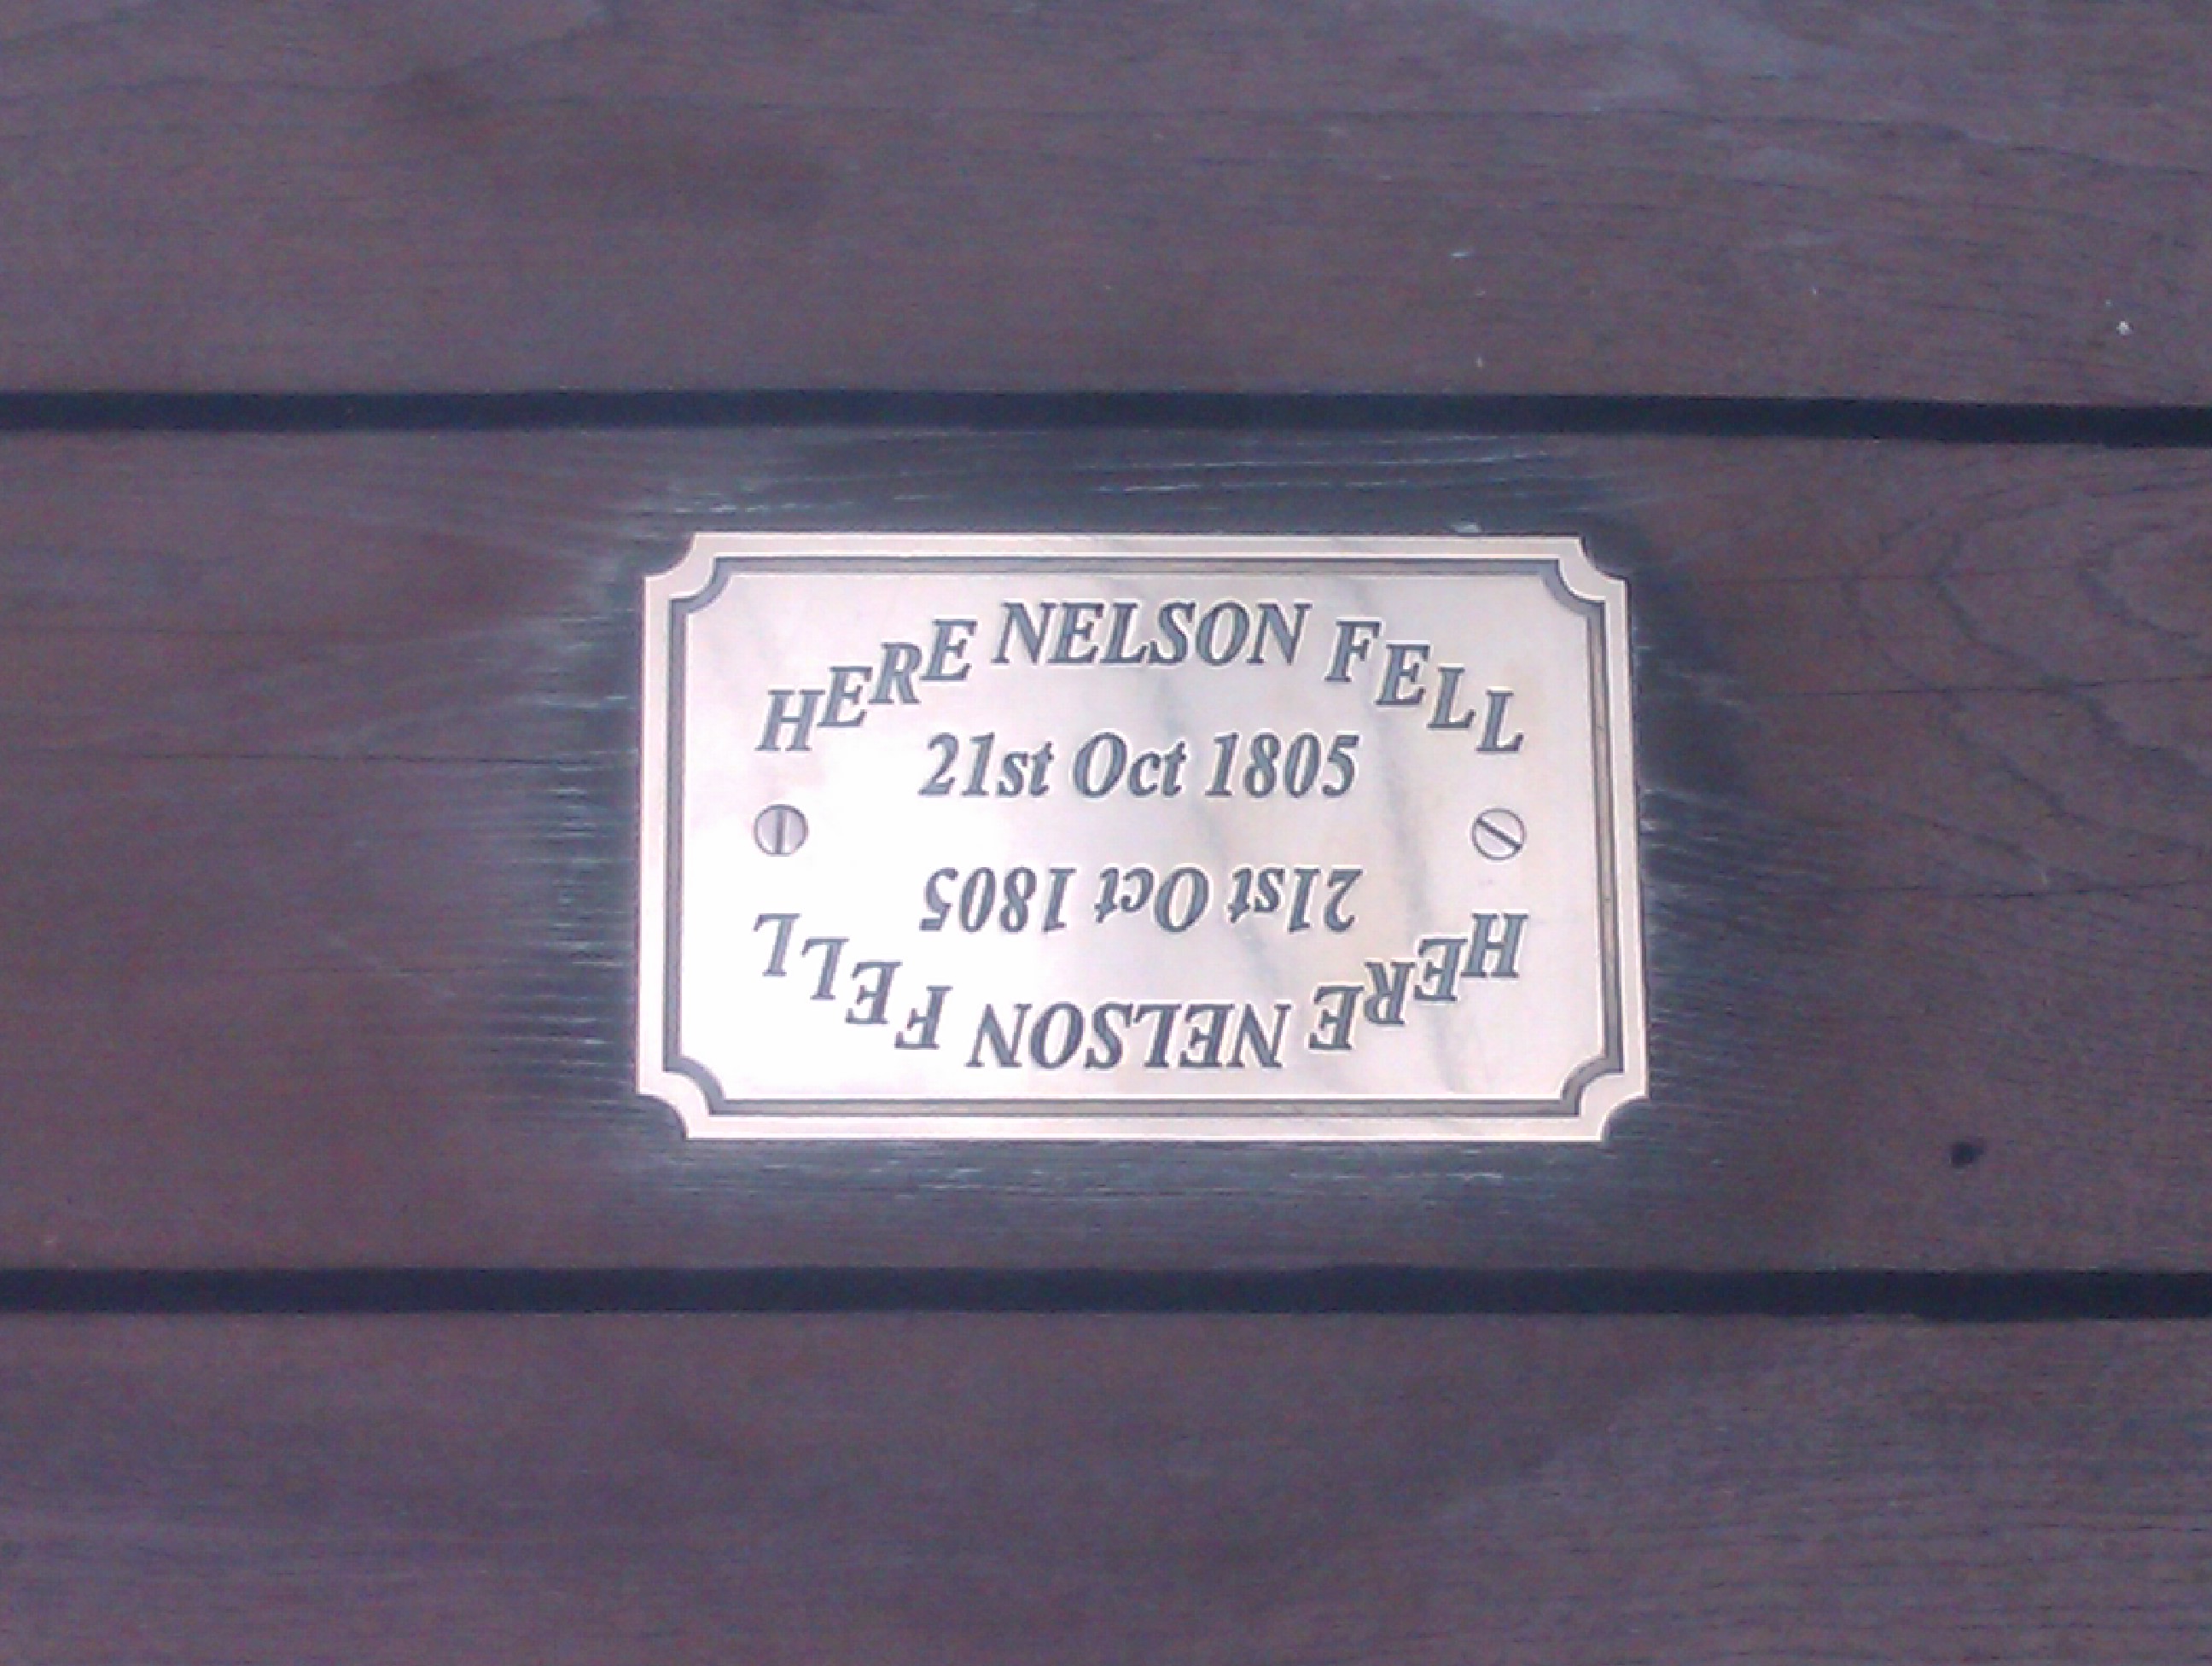 HERE NELSON FELL
21st Oct 1805
21st Oct 1805
HERE NELSON FELL